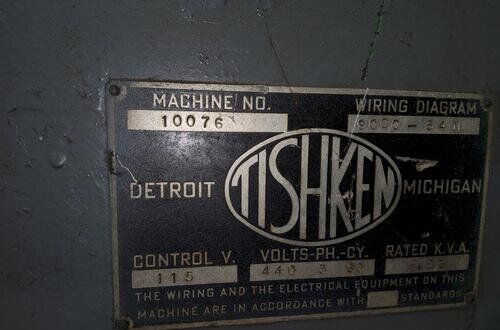 MACHINE NO. WIRING DIAGRAM
10076
DETROIT TISHKEN MICHIGAN
CONTROL V. VOLTS-PH.-CY. RATED K.V.A.
115 440 3
THE WIRING AND THE ELECTRICAL EQUIPMENT ON THIS
MACHINE ARE IN ACCORDANCE WITH STANDARDS